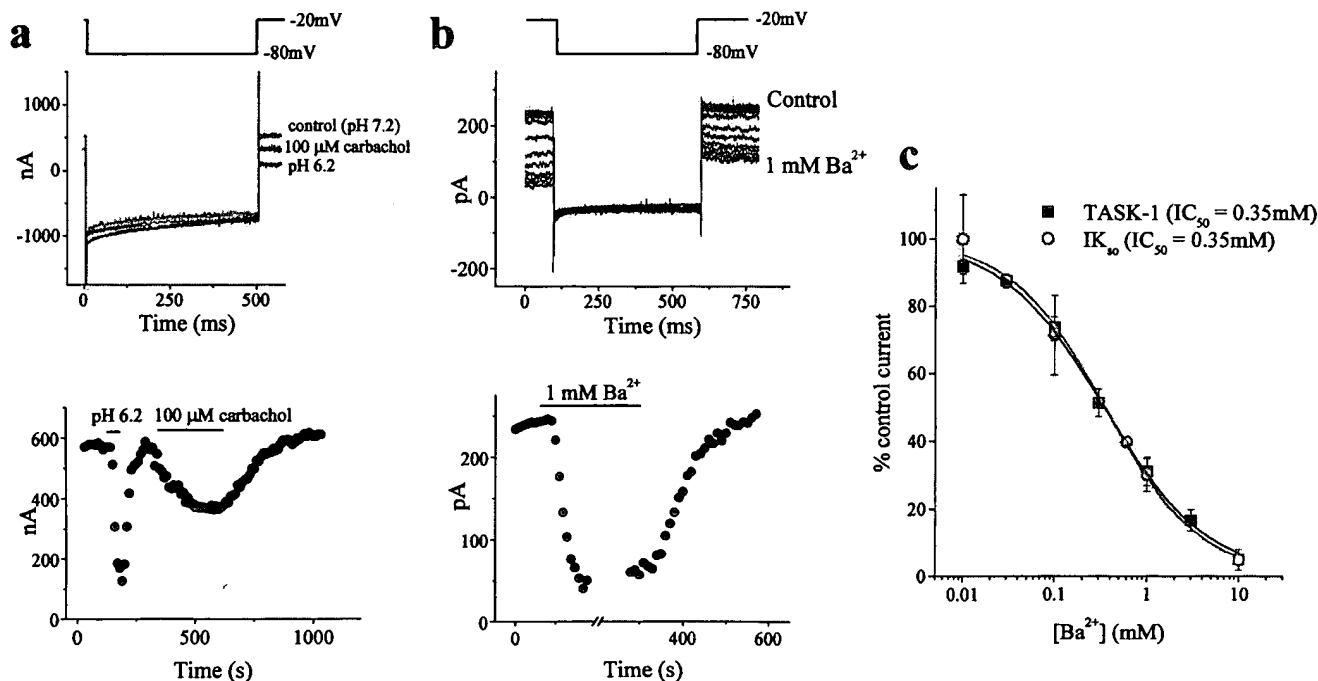 a
-20mV
-80mV
1000
0
-1000
nA
control (pH 7.2)
100 µM carbachol
pH 6.2
0
250
500
Time (ms)
pH 6.2
100 µM carbachol
600
400
200
0
nA
0
500
1000
Time (s)
b
-20mV
-80mV
200
0
-200
pA
Control
1 mM Ba²⁺
0
250
500
750
Time (ms)
1 mM Ba²⁺
200
100
0
pA
0
400
600
Time (s)
c
TASK-1 (IC₅₀ = 0.35mM)
IKₛₒ (IC₅₀ = 0.35mM)
100
80
60
40
20
0
% control current
0.01
0.1
1
10
[Ba²⁺] (mM)